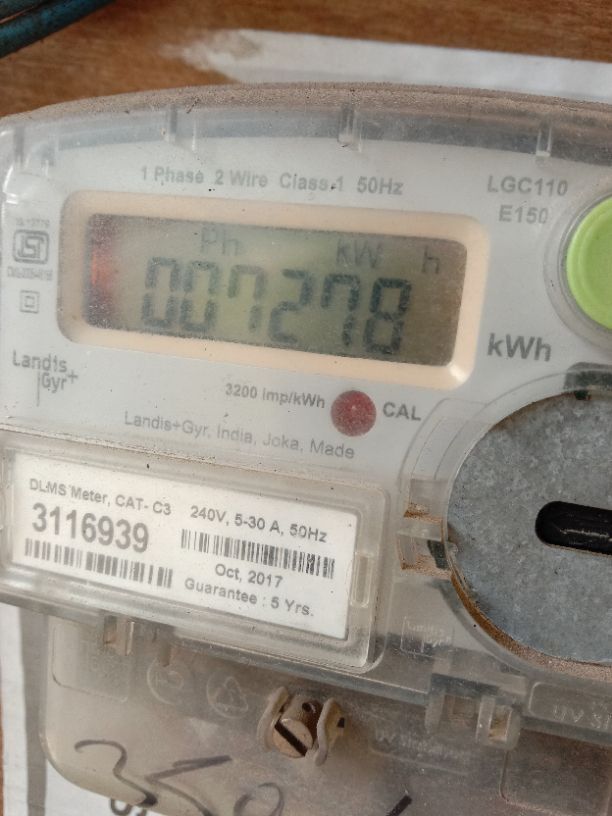 1 Phase 2 Wire Class-1 50Hz
LGC110
E150
Ph kW h
007278
kWh
Landis
Gyr+
3200 imp/kWh
CAL
Landis+Gyr, India, Joka, Made
DLMS Meter, CAT- C3
3116939
240V, 5-30 A, 50Hz
Oct, 2017
Guarantee : 5 Yrs.